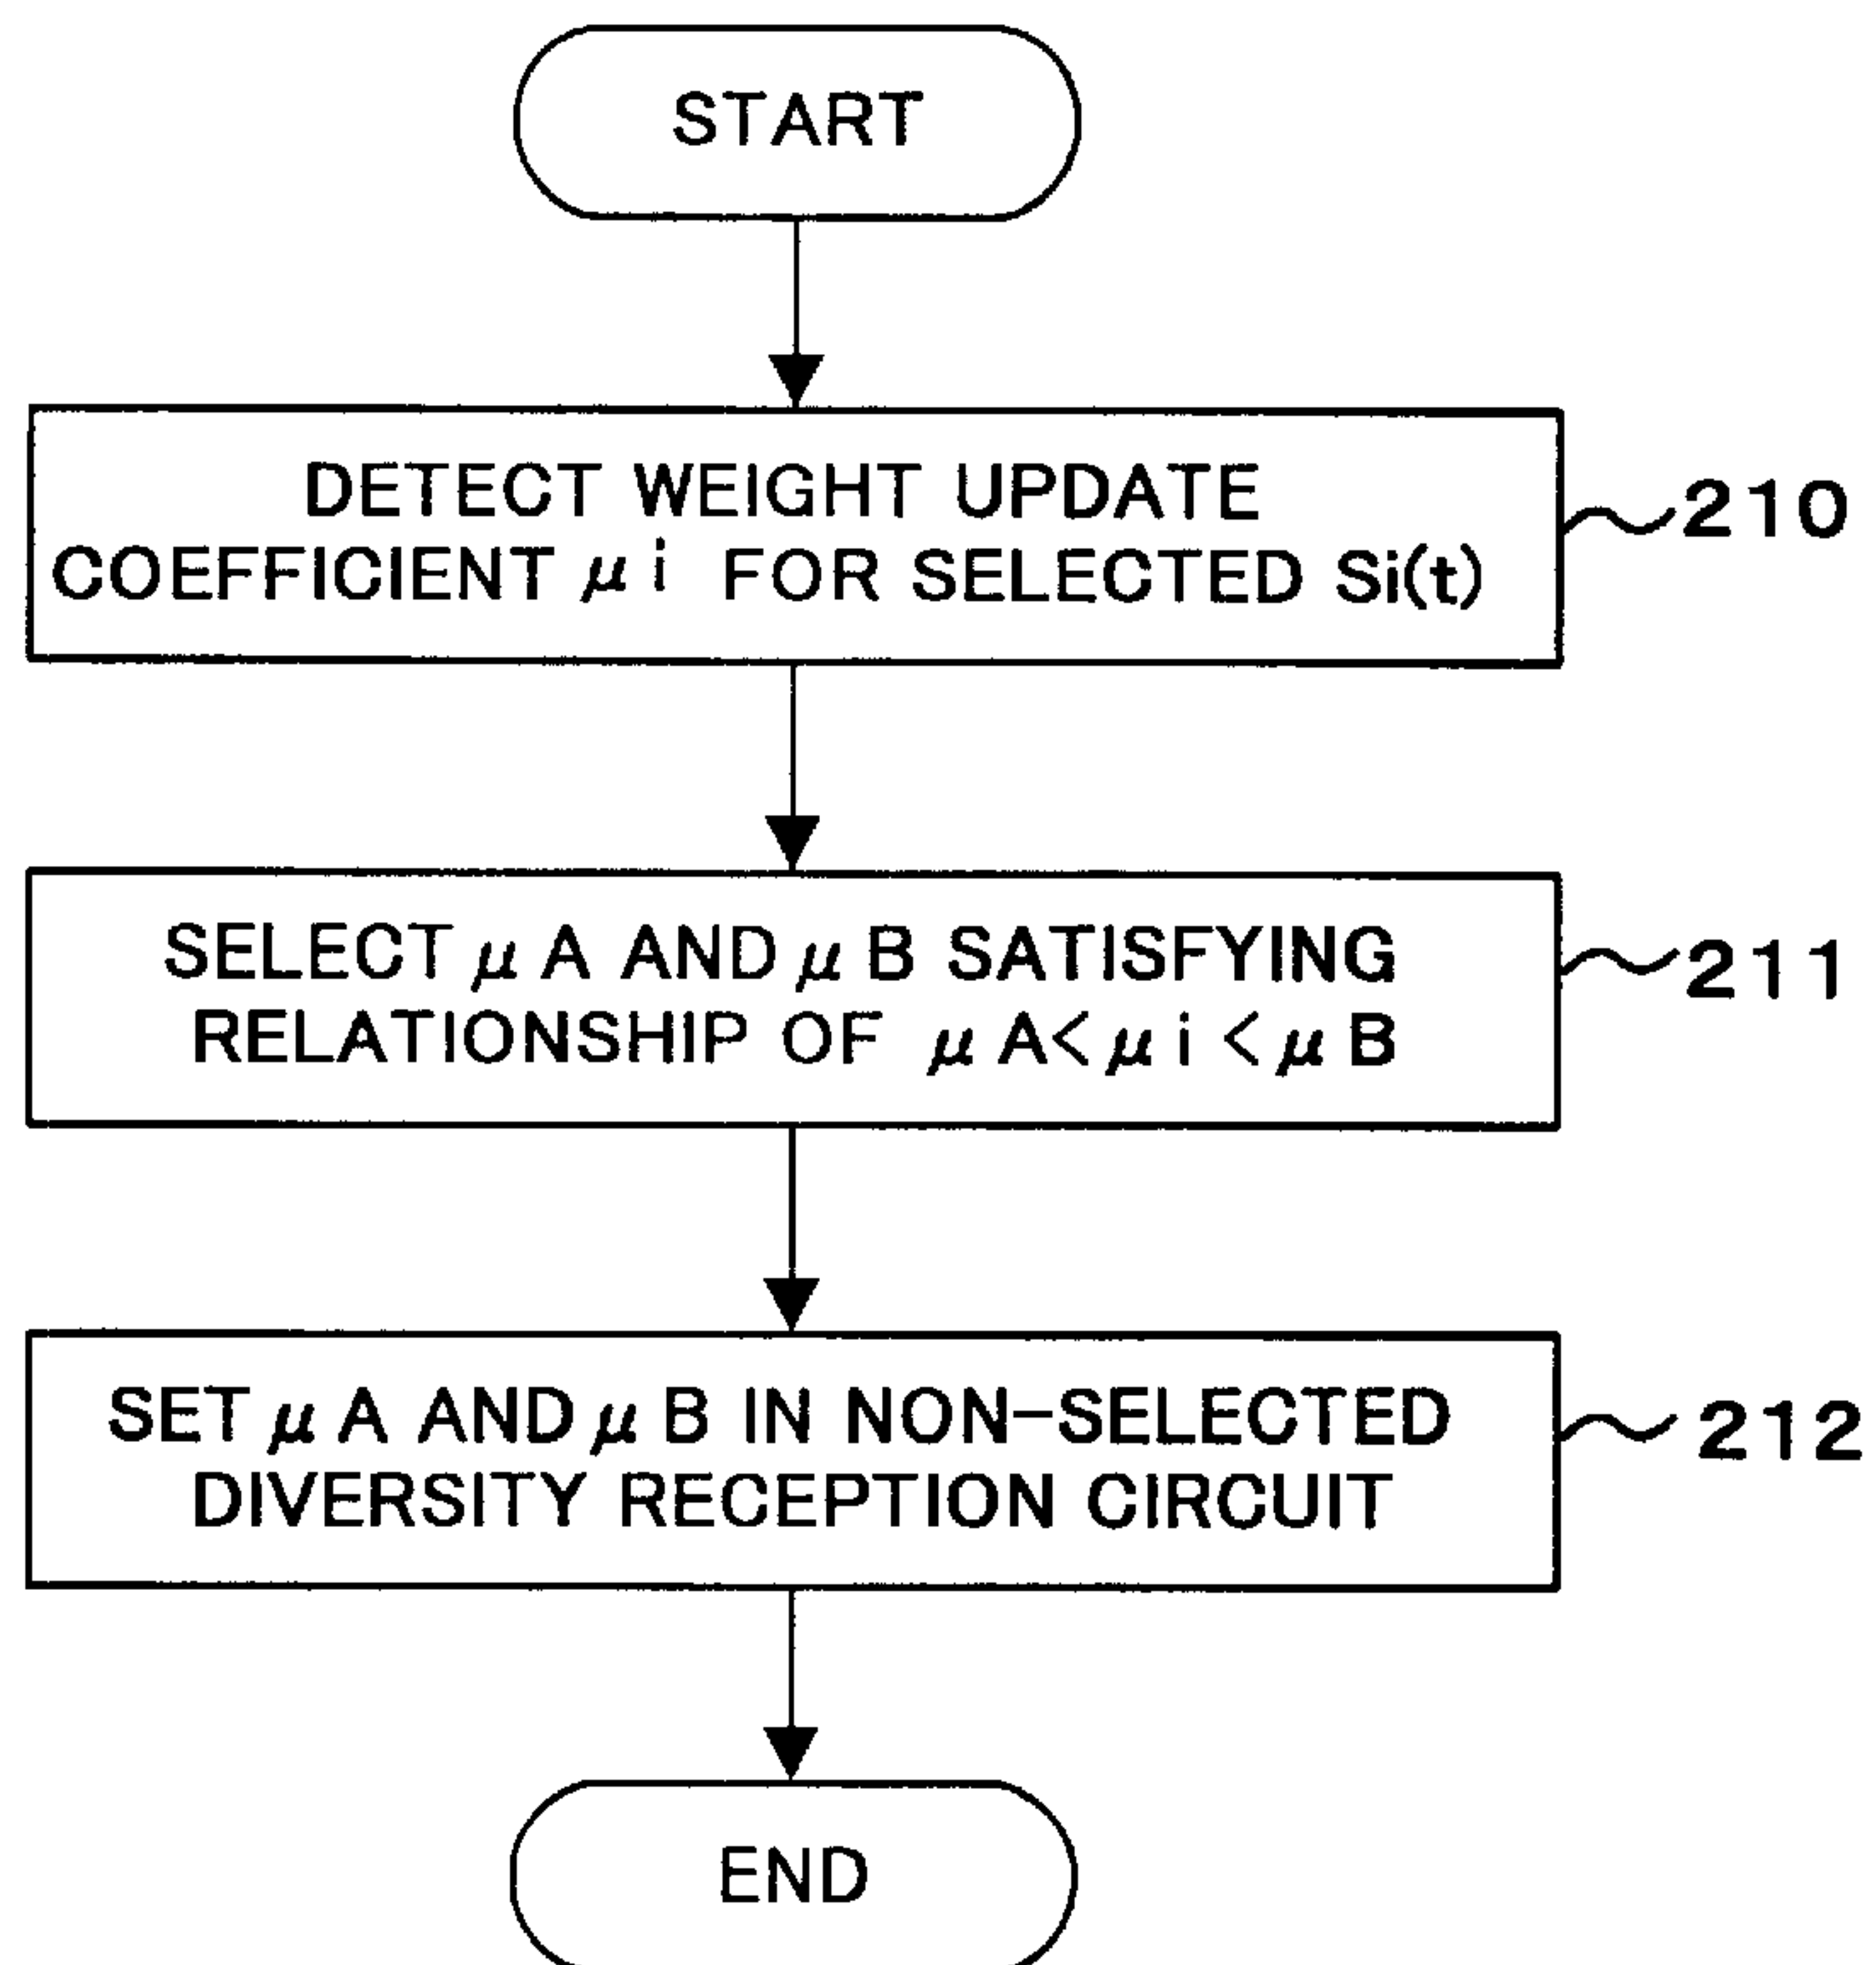 START
DETECT WEIGHT UPDATE
COEFFICIENT μi FOR SELECTED Si(t)
210
SELECT μA AND μB SATISFYING
RELATIONSHIP OF μA<μi<μB
211
SET μA AND μB IN NON-SELECTED
DIVERSITY RECEPTION CIRCUIT
212
END